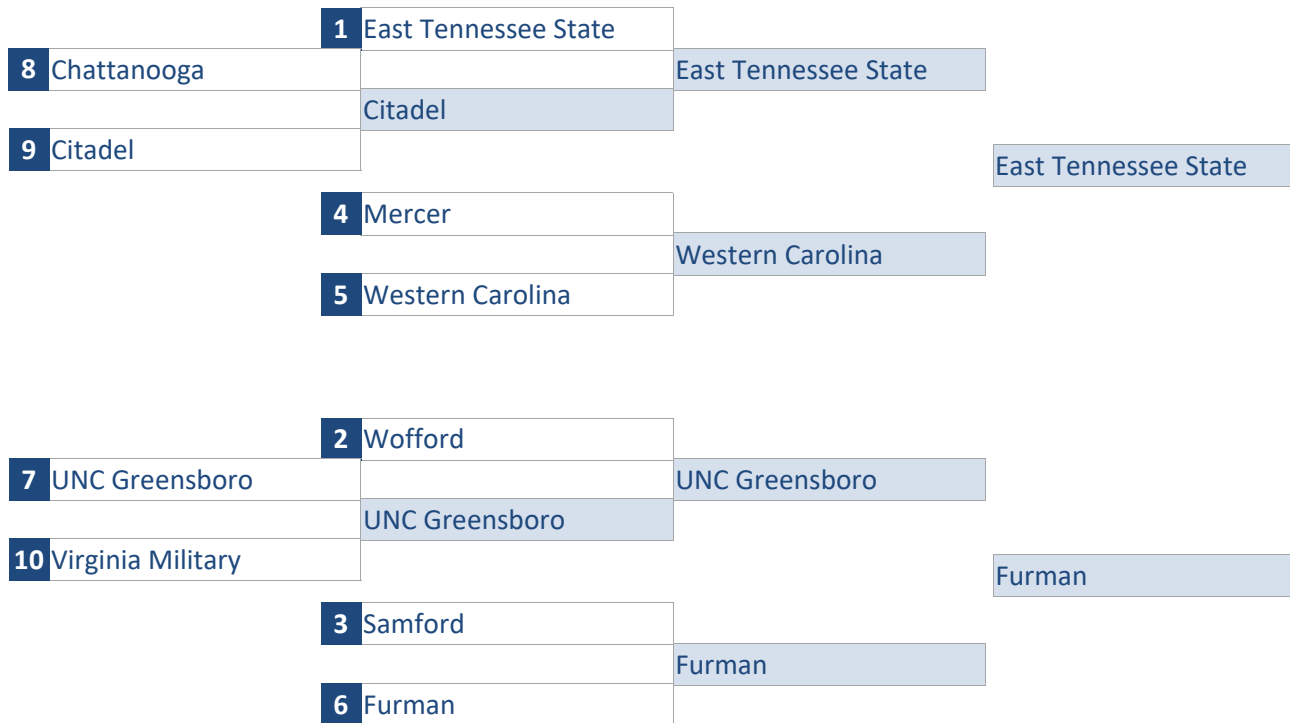 1 East Tennessee State
8 Chattanooga
East Tennessee State
Citadel
9 Citadel
East Tennessee State
4 Mercer
Western Carolina
5 Western Carolina
2 Wofford
7 UNC Greensboro
UNC Greensboro
UNC Greensboro
10 Virginia Military
Furman
3 Samford
Furman
6 Furman